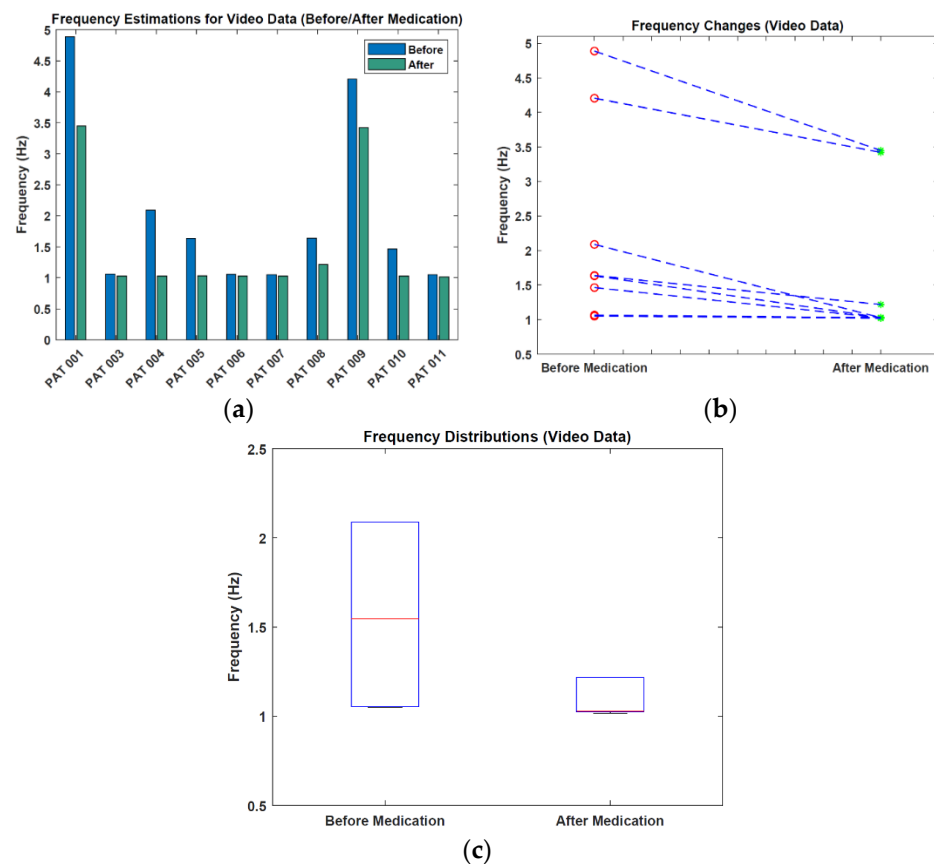 Frequency Estimations for Video Data (Before/After Medication)
5
4.5
4
3.5
3
2.5
2
1.5
1
0.5
0
Frequency (Hz)
Before
After
PAT 001
PAT 003
PAT 004
PAT 005
PAT 006
PAT 007
PAT 008
PAT 009
PAT 010
PAT 011
(a)
Frequency Changes (Video Data)
5
4.5
4
3.5
3
2.5
2
1.5
1
0.5
Frequency (Hz)
Before Medication
After Medication
(b)
Frequency Distributions (Video Data)
2.5
2
1.5
1
0.5
Frequency (Hz)
Before Medication
After Medication
(c)